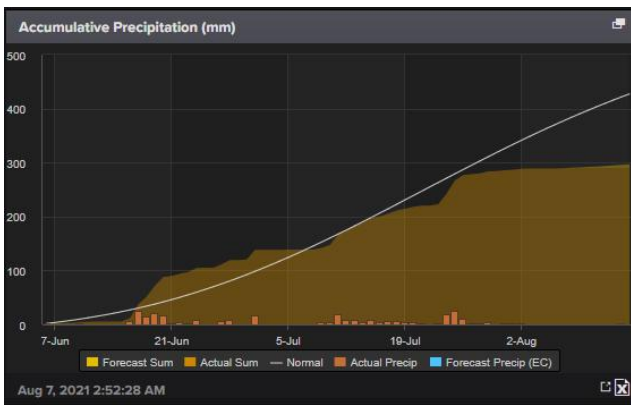 Accumulative Precipitation (mm)
500
400
300
200
100
0
7-Jun 21-Jun 5-Jul 19-Jul 2-Aug
Forecast Sum Actual Sum Normal Actual Precip Forecast Precip (EC)
Aug 7, 2021 2:52:28 AM